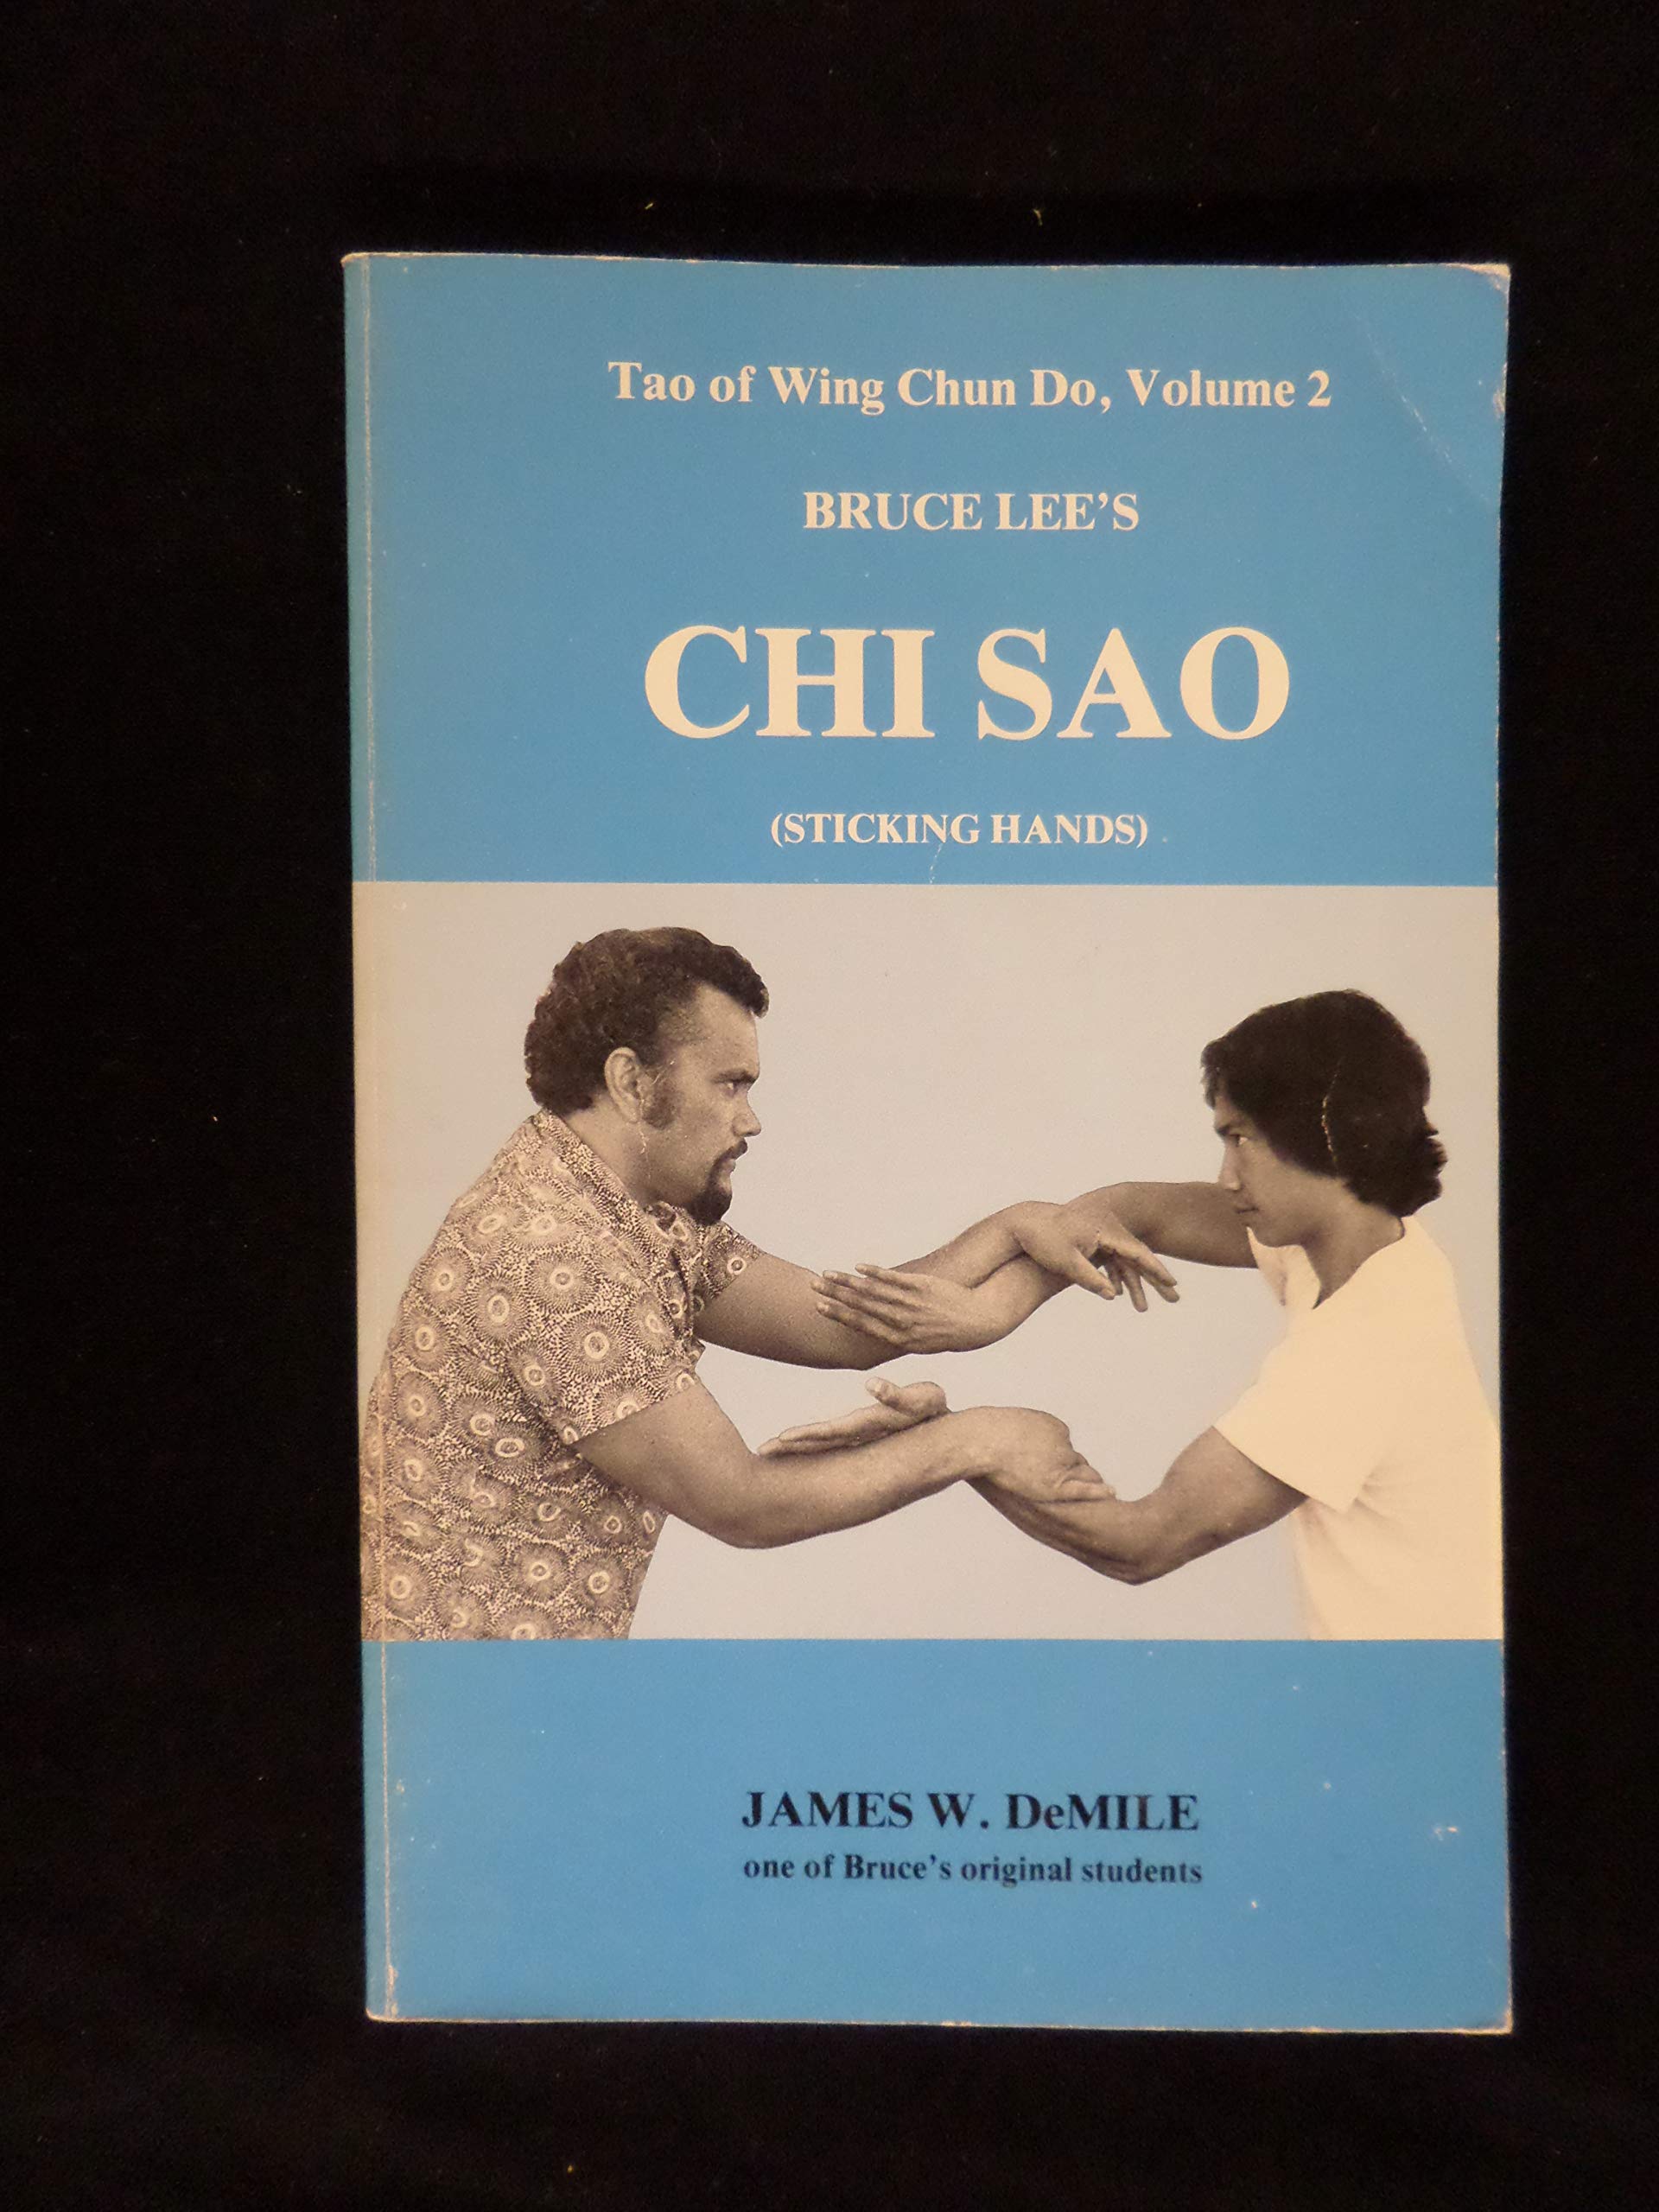 Tao of Wing Chun Do, Volume 2
BRUCE LEE’S
CHI SAO
(STICKING HANDS)
JAMES W. DeMILE
one of Bruce’s original students